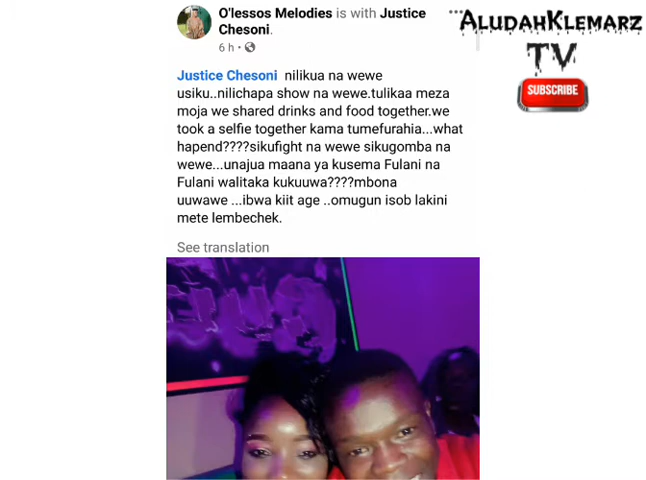 O'lessos Melodies is with Justice
Chesoni.
6 h
Justice Chesoni nilikua na wewe
usiku..nilichapa show na wewe.tulikaa meza
moja we shared drinks and food together.we
took a selfie together kama tumefurahia...what
hapend????sikufight na wewe sikugomba na
wewe...unajua maana ya kusema Fulani na
Fulani walitaka kukuuwa????mbona
uuwawe ...ibwa kiit age ..omugun isob lakini
mete lembechek.
See translation
ALUDAHKLEMARZ
TV
SUBSCRIBE